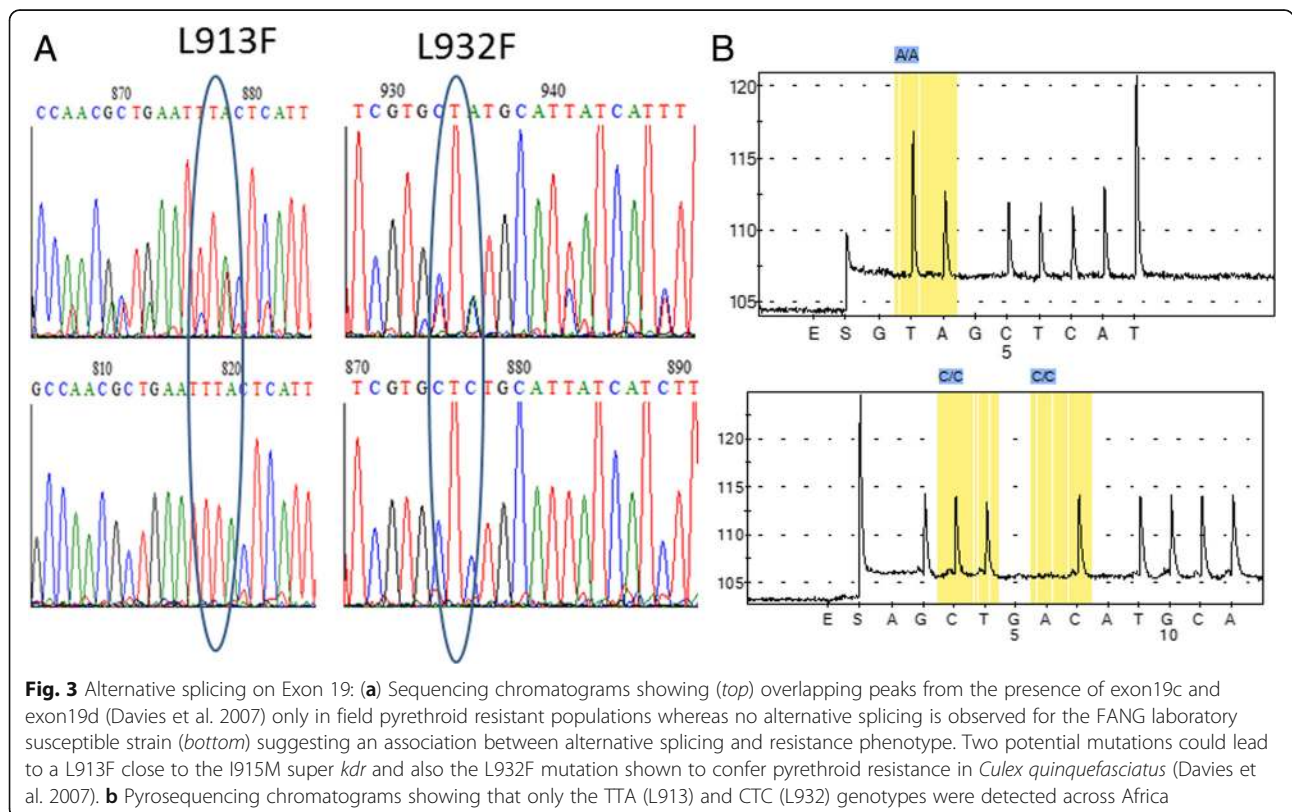 A
L913F
L932F
870 880
CCAACGCTGAATTTACTCATT
930 940
TCGTGCTATGCATTATCATTT
810 820
GCCAACGCTGAATTTACTCATT
870 880 890
TCGTGCTCTGCATTATCATCTT
B
A/A
120
115
110
105
E S G T A G C T C A T
5
C/C C/C
120
115
110
105
E S A G C T G A C A T G C A
5 10
Fig. 3 Alternative splicing on Exon 19: (a) Sequencing chromatograms showing (top) overlapping peaks from the presence of exon19c and
exon19d (Davies et al. 2007) only in field pyrethroid resistant populations whereas no alternative splicing is observed for the FANG laboratory
susceptible strain (bottom) suggesting an association between alternative splicing and resistance phenotype. Two potential mutations could lead
to a L913F close to the I915M super kdr and also the L932F mutation shown to confer pyrethroid resistance in Culex quinquefasciatus (Davies et
al. 2007). b Pyrosequencing chromatograms showing that only the TTA (L913) and CTC (L932) genotypes were detected across Africa